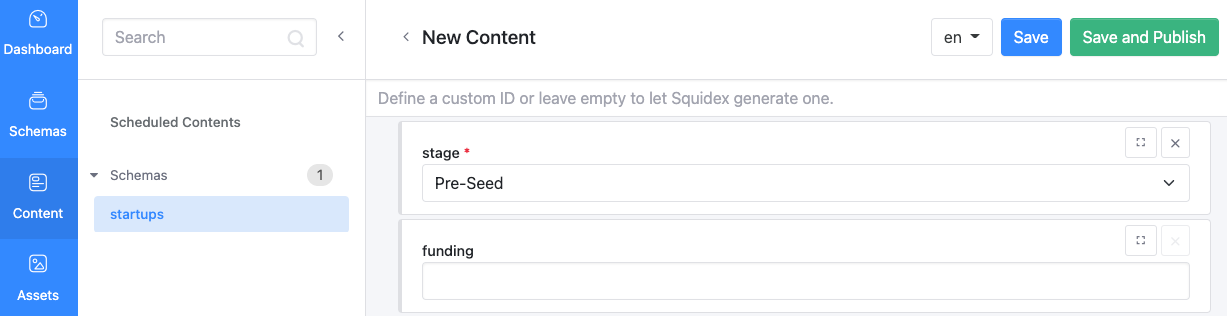 Dashboard
Schemas
Content
Assets
Search
Scheduled Contents
Schemas 1
startups
New Content
en
Save
Save and Publish
Define a custom ID or leave empty to let Squidex generate one.
stage *
Pre-Seed
funding